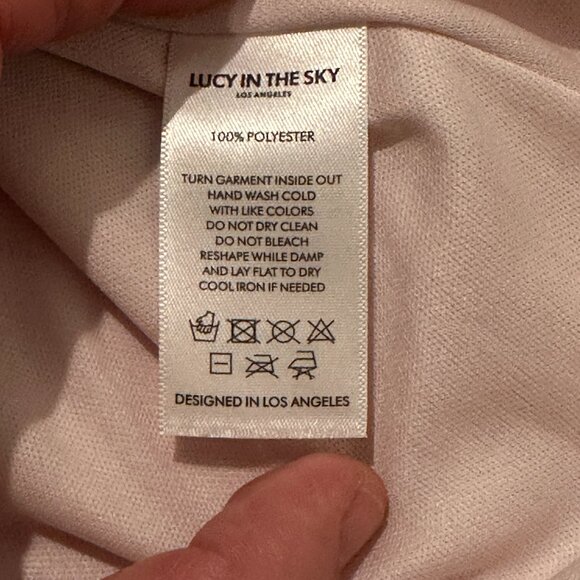 LUCY IN THE SKY
LOS ANGELES
100% POLYESTER
TURN GARMENT INSIDE OUT
HAND WASH COLD
WITH LIKE COLORS
DO NOT DRY CLEAN
DO NOT BLEACH
RESHAPE WHILE DAMP
AND LAY FLAT TO DRY
COOL IRON IF NEEDED
DESIGNED IN LOS ANGELES